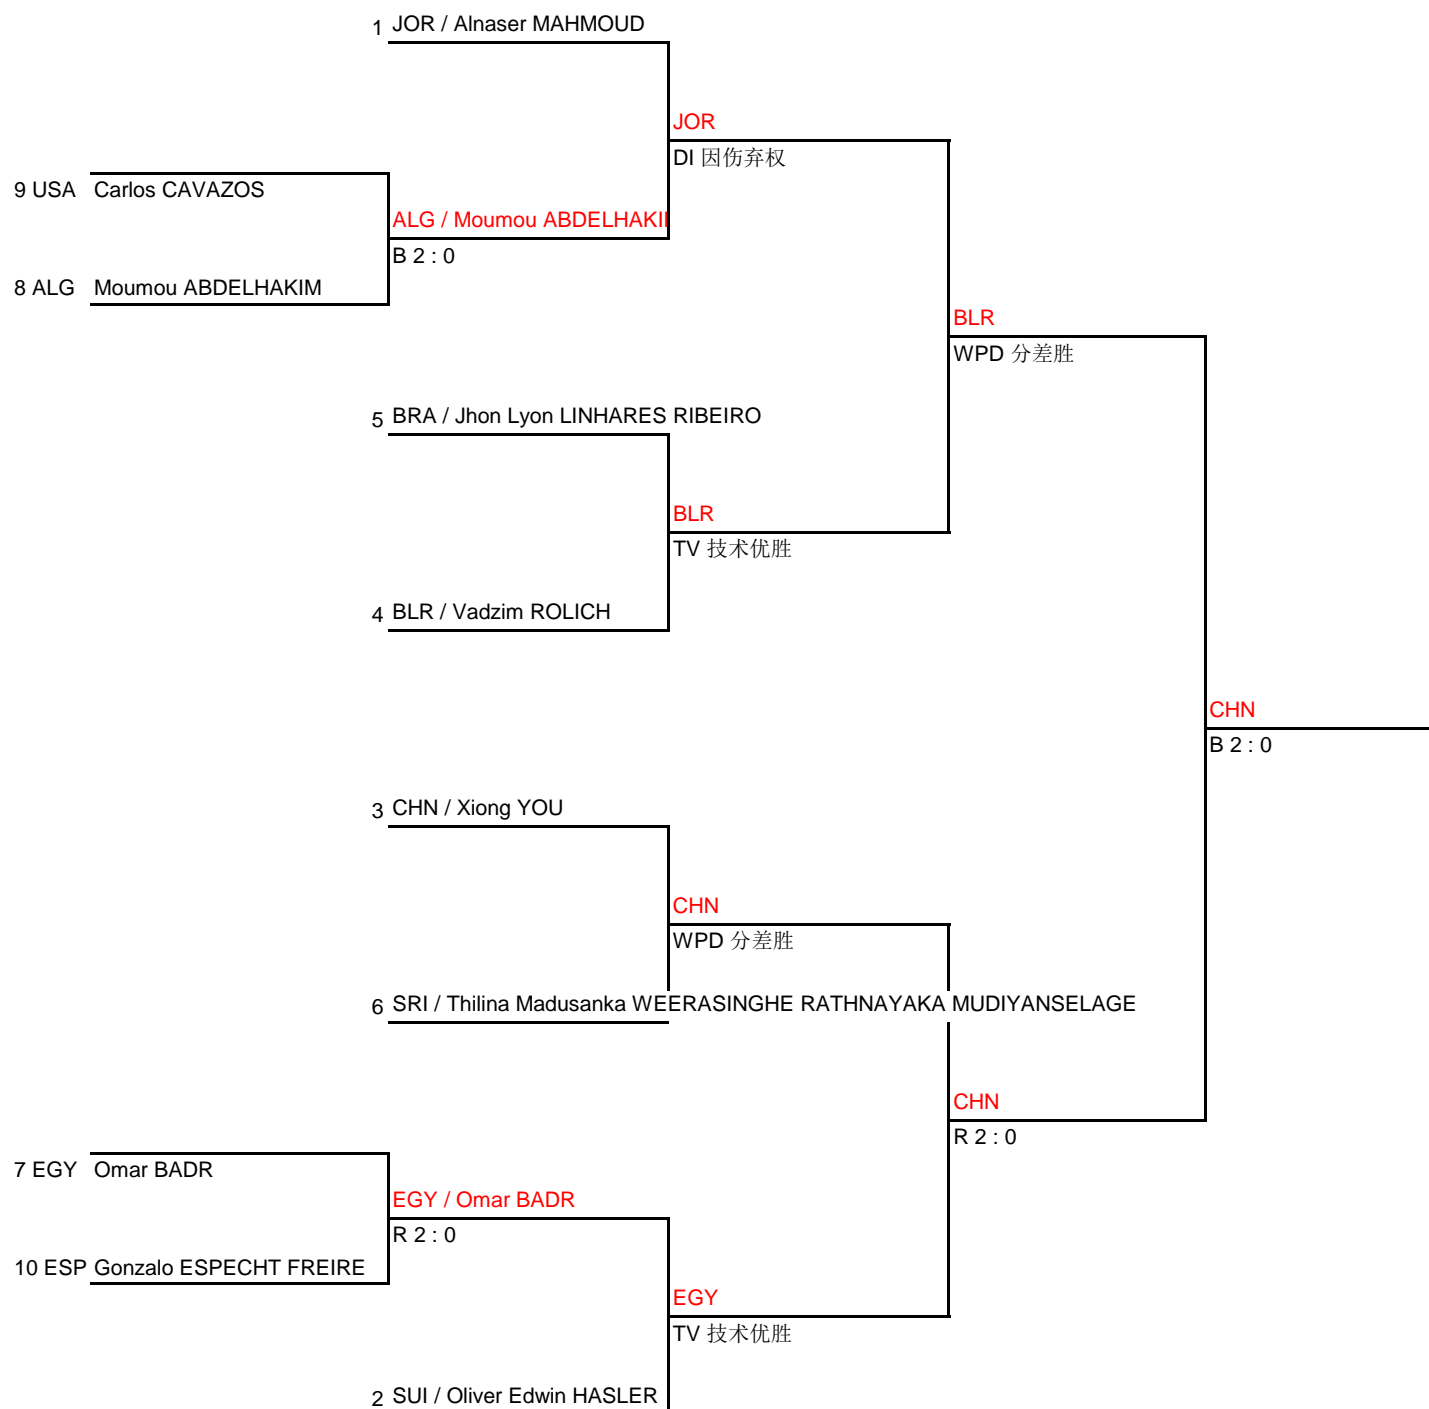 1 JOR / Alnaser MAHMOUD
JOR
DI 因伤弃权
9 USA Carlos CAVAZOS
ALG / Moumou ABDELHAKI
B 2 : 0
8 ALG Moumou ABDELHAKIM
BLR
WPD 分差胜
5 BRA / Jhon Lyon LINHARES RIBEIRO
BLR
TV 技术优胜
4 BLR / Vadzim ROLICH
CHN
B 2 : 0
3 CHN / Xiong YOU
CHN
WPD 分差胜
6 SRI / Thilina Madusanka WEERASINGHE RATHNAYAKA MUDIYANSELAGE
CHN
R 2 : 0
7 EGY Omar BADR
EGY / Omar BADR
R 2 : 0
10 ESP Gonzalo ESPECHT FREIRE
EGY
TV 技术优胜
2 SUI / Oliver Edwin HASLER